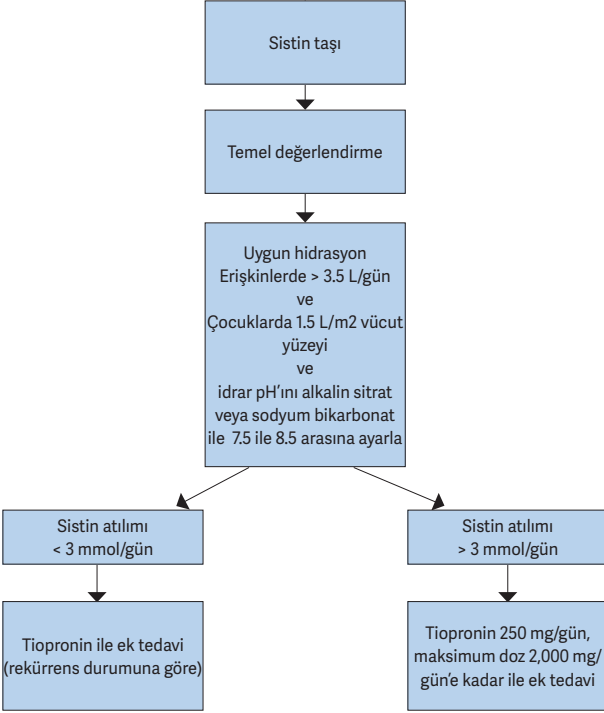 Sistin taşı
Temel değerlendirme
Uygun hidrasyon
Erişkinlerde > 3.5 L/gün
ve
Çocuklarda 1.5 L/m2 vücut
yüzeyi
ve
idrar pH'ını alkalin sitrat
veya sodyum bikarbonat
ile 7.5 ile 8.5 arasına ayarla
Sistin atılımı
< 3 mmol/gün
Sistin atılımı
> 3 mmol/gün
Tiopronin ile ek tedavi
(rekürrens durumuna göre)
Tiopronin 250 mg/gün,
maksimum doz 2,000 mg/
gün'e kadar ile ek tedavi